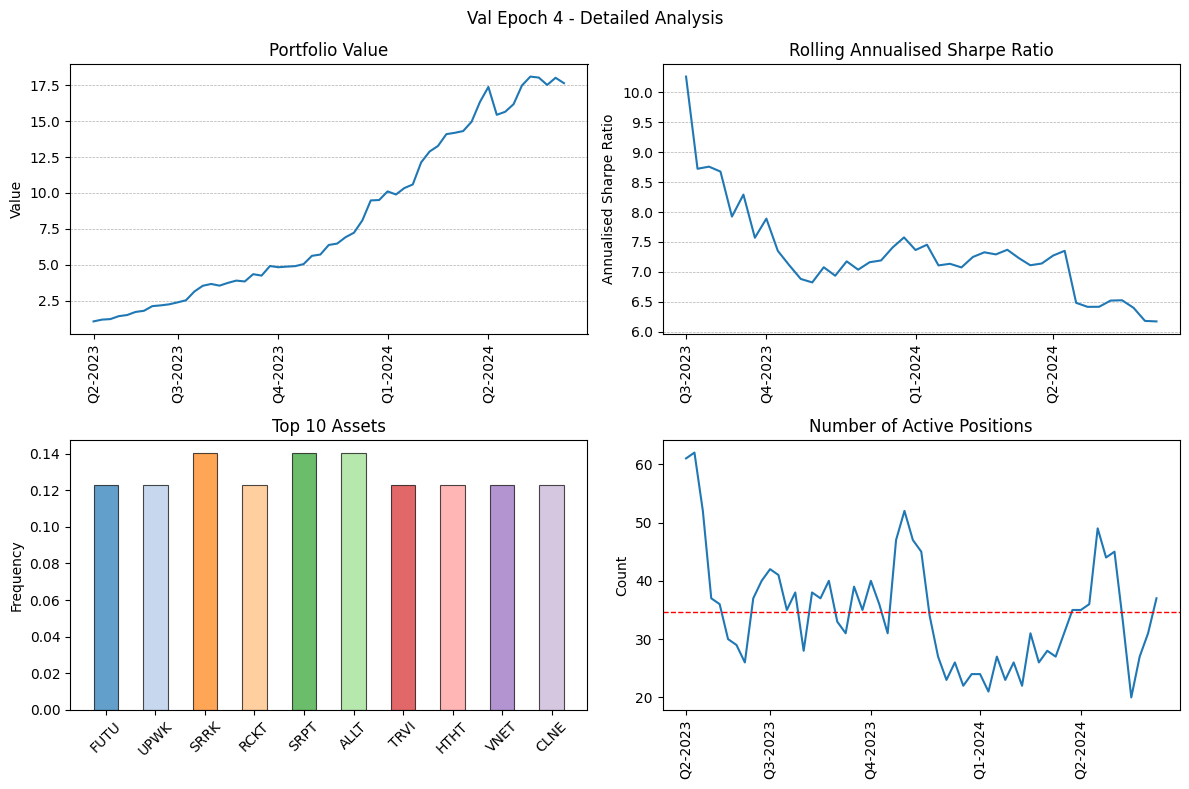 Val Epoch 4 - Detailed Analysis
Portfolio Value
Value
17.5
15.0
12.5
10.0
7.5
5.0
2.5
Q2-2023
Q3-2023
Q4-2023
Q1-2024
Q2-2024
Rolling Annualised Sharpe Ratio
Annualised Sharpe Ratio
10.0
9.5
9.0
8.5
8.0
7.5
7.0
6.5
6.0
Q3-2023
Q4-2023
Q1-2024
Q2-2024
Top 10 Assets
Frequency
0.14
0.12
0.10
0.08
0.06
0.04
0.02
0.00
FUTU
UPWK
SRRK
RCKT
SRPT
ALLT
TRVI
HTHT
VNET
CLNE
Number of Active Positions
Count
60
50
40
30
20
Q2-2023
Q3-2023
Q4-2023
Q1-2024
Q2-2024